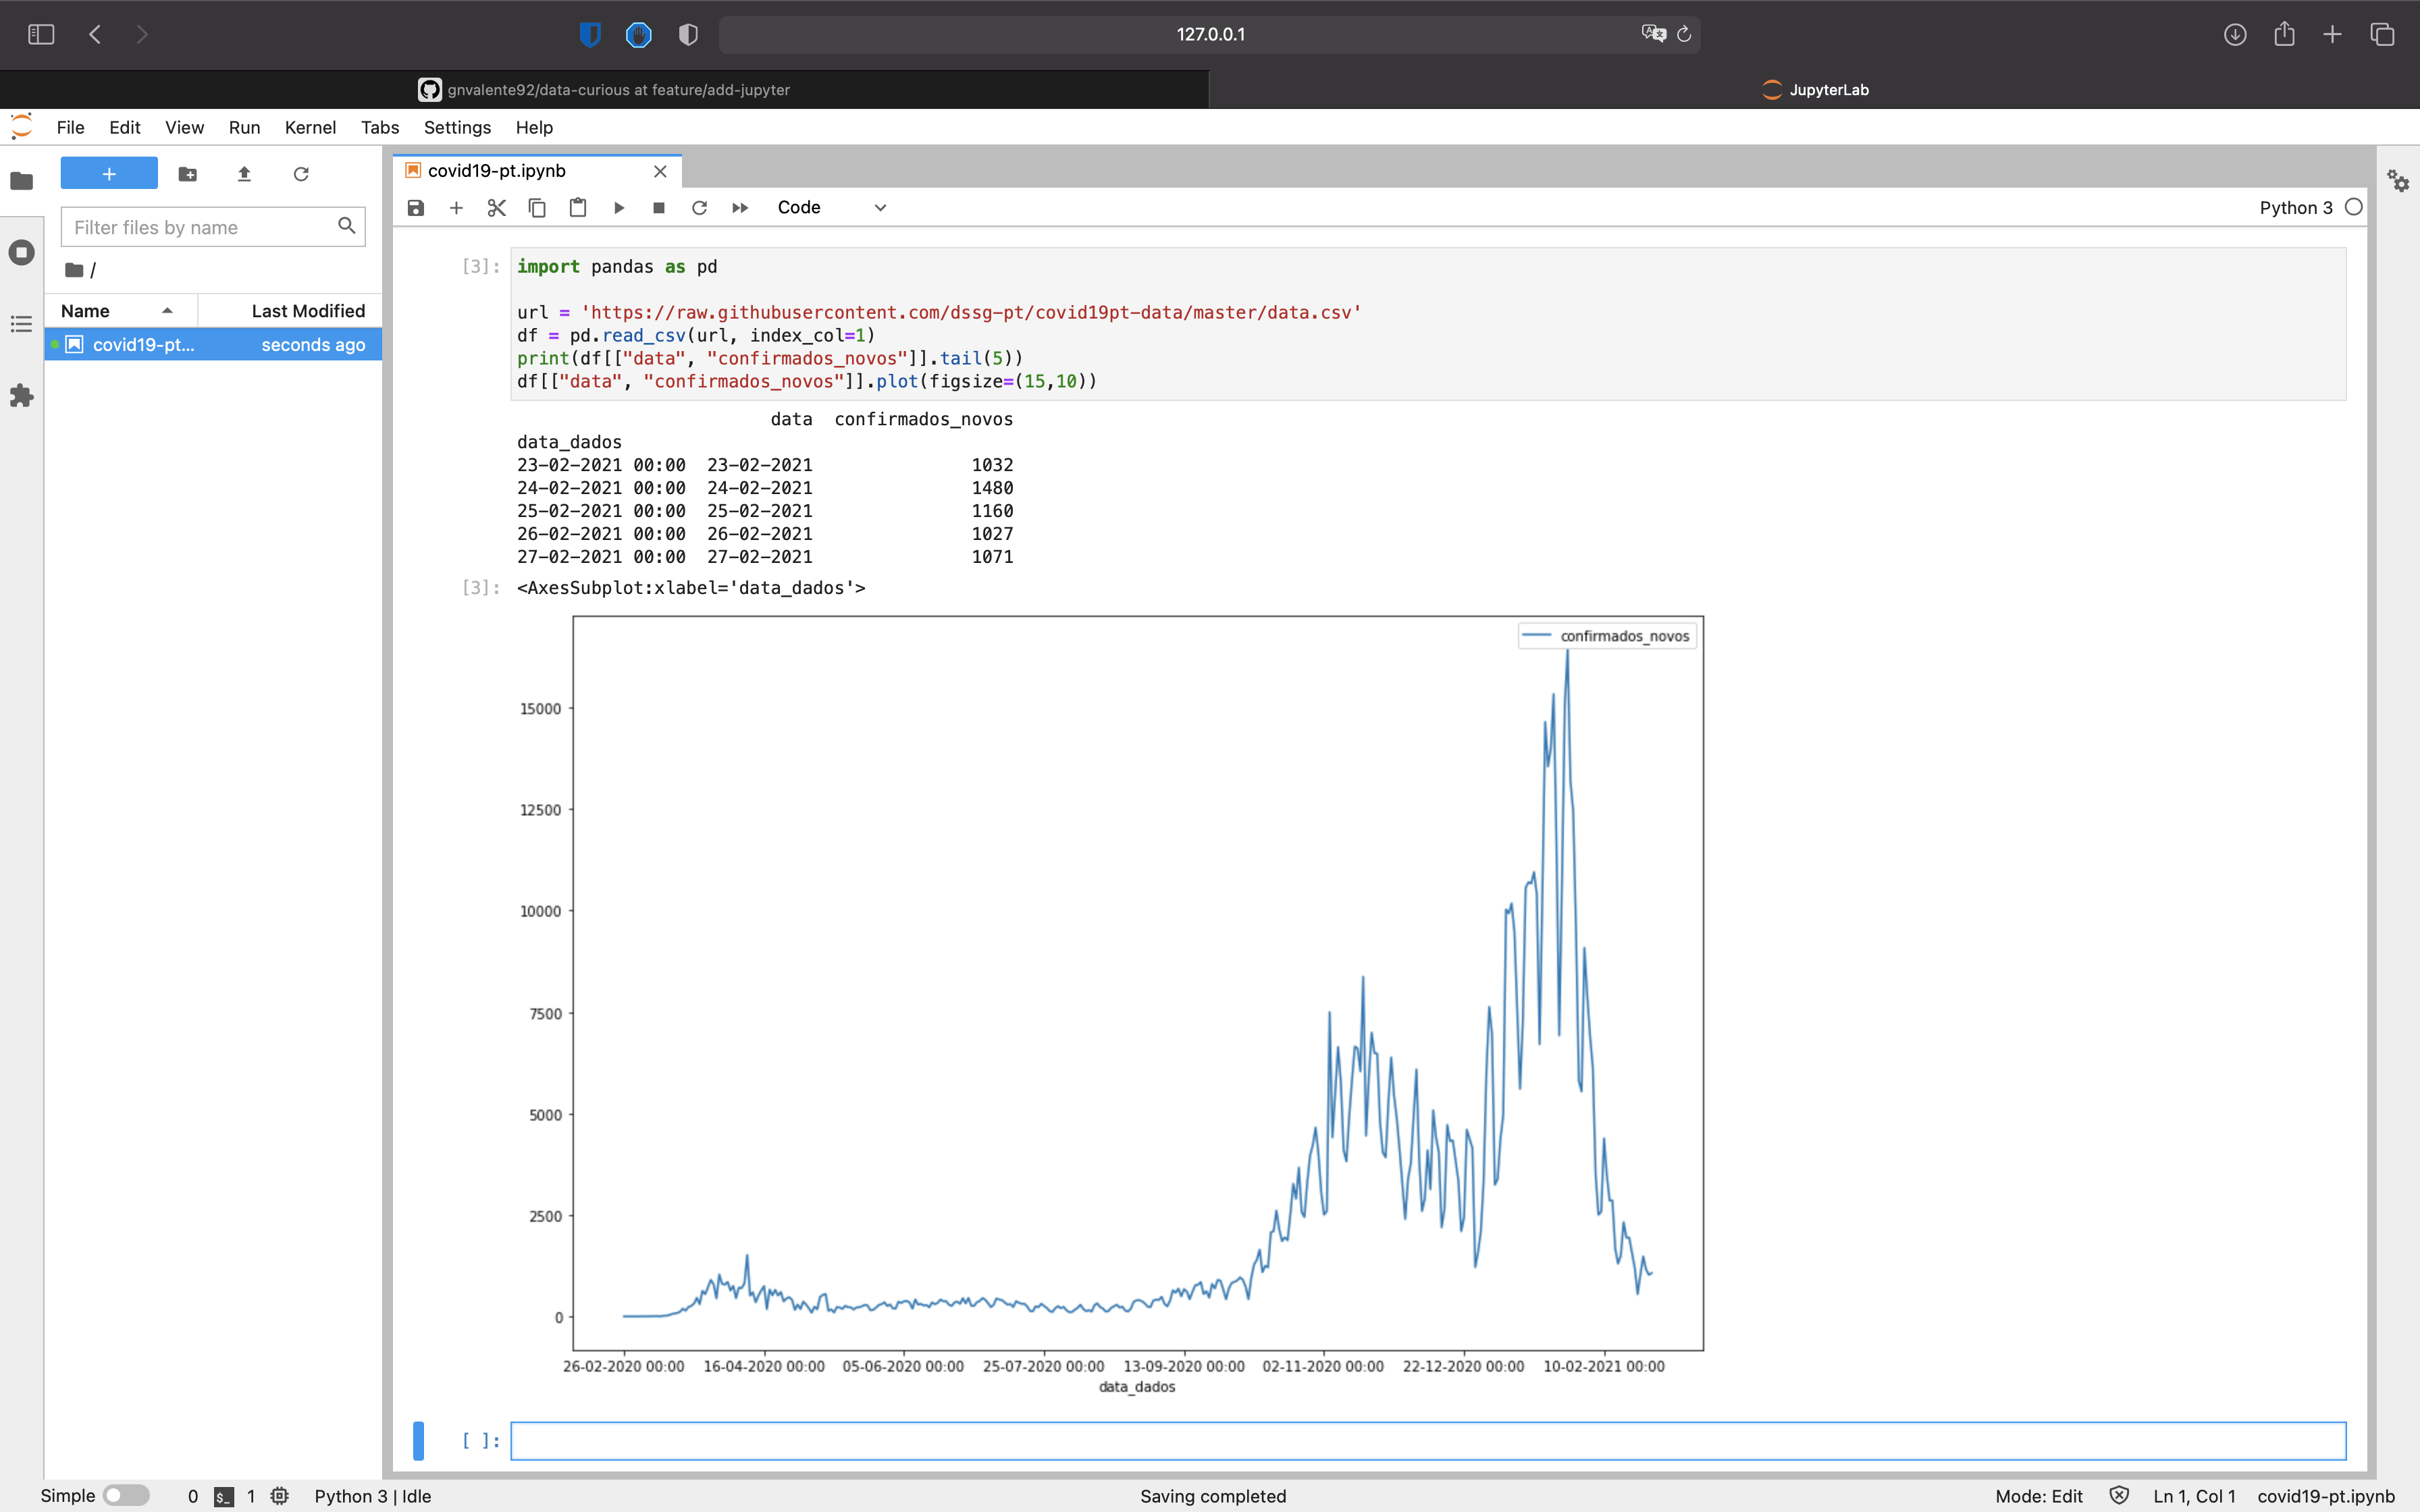 127.0.0.1
gnvalente92/data-curious at feature/add-jupyter
JupyterLab
File Edit View Run Kernel Tabs Settings Help
covid19-pt.ipynb
Filter files by name
Code
Python 3
/
Name Last Modified
covid19-pt... seconds ago
[3]: import pandas as pd
url = 'https://raw.githubusercontent.com/dssg-pt/covid19pt-data/master/data.csv'
df = pd.read_csv(url, index_col=1)
print(df[["data", "confirmados_novos"]].tail(5))
df[["data", "confirmados_novos"]].plot(figsize=(15,10))
data confirmados_novos
data_dados
23-02-2021 00:00 23-02-2021 1032
24-02-2021 00:00 24-02-2021 1480
25-02-2021 00:00 25-02-2021 1160
26-02-2021 00:00 26-02-2021 1027
27-02-2021 00:00 27-02-2021 1071
[3]: <AxesSubplot:xlabel='data_dados'>
confirmados_novos
15000
12500
10000
7500
5000
2500
0
26-02-2020 00:00 16-04-2020 00:00 05-06-2020 00:00 25-07-2020 00:00 13-09-2020 00:00 02-11-2020 00:00 22-12-2020 00:00 10-02-2021 00:00
data_dados
[ ]:
Simple 0 $_ 1 Python 3 | Idle Saving completed Mode: Edit Ln 1, Col 1 covid19-pt.ipynb